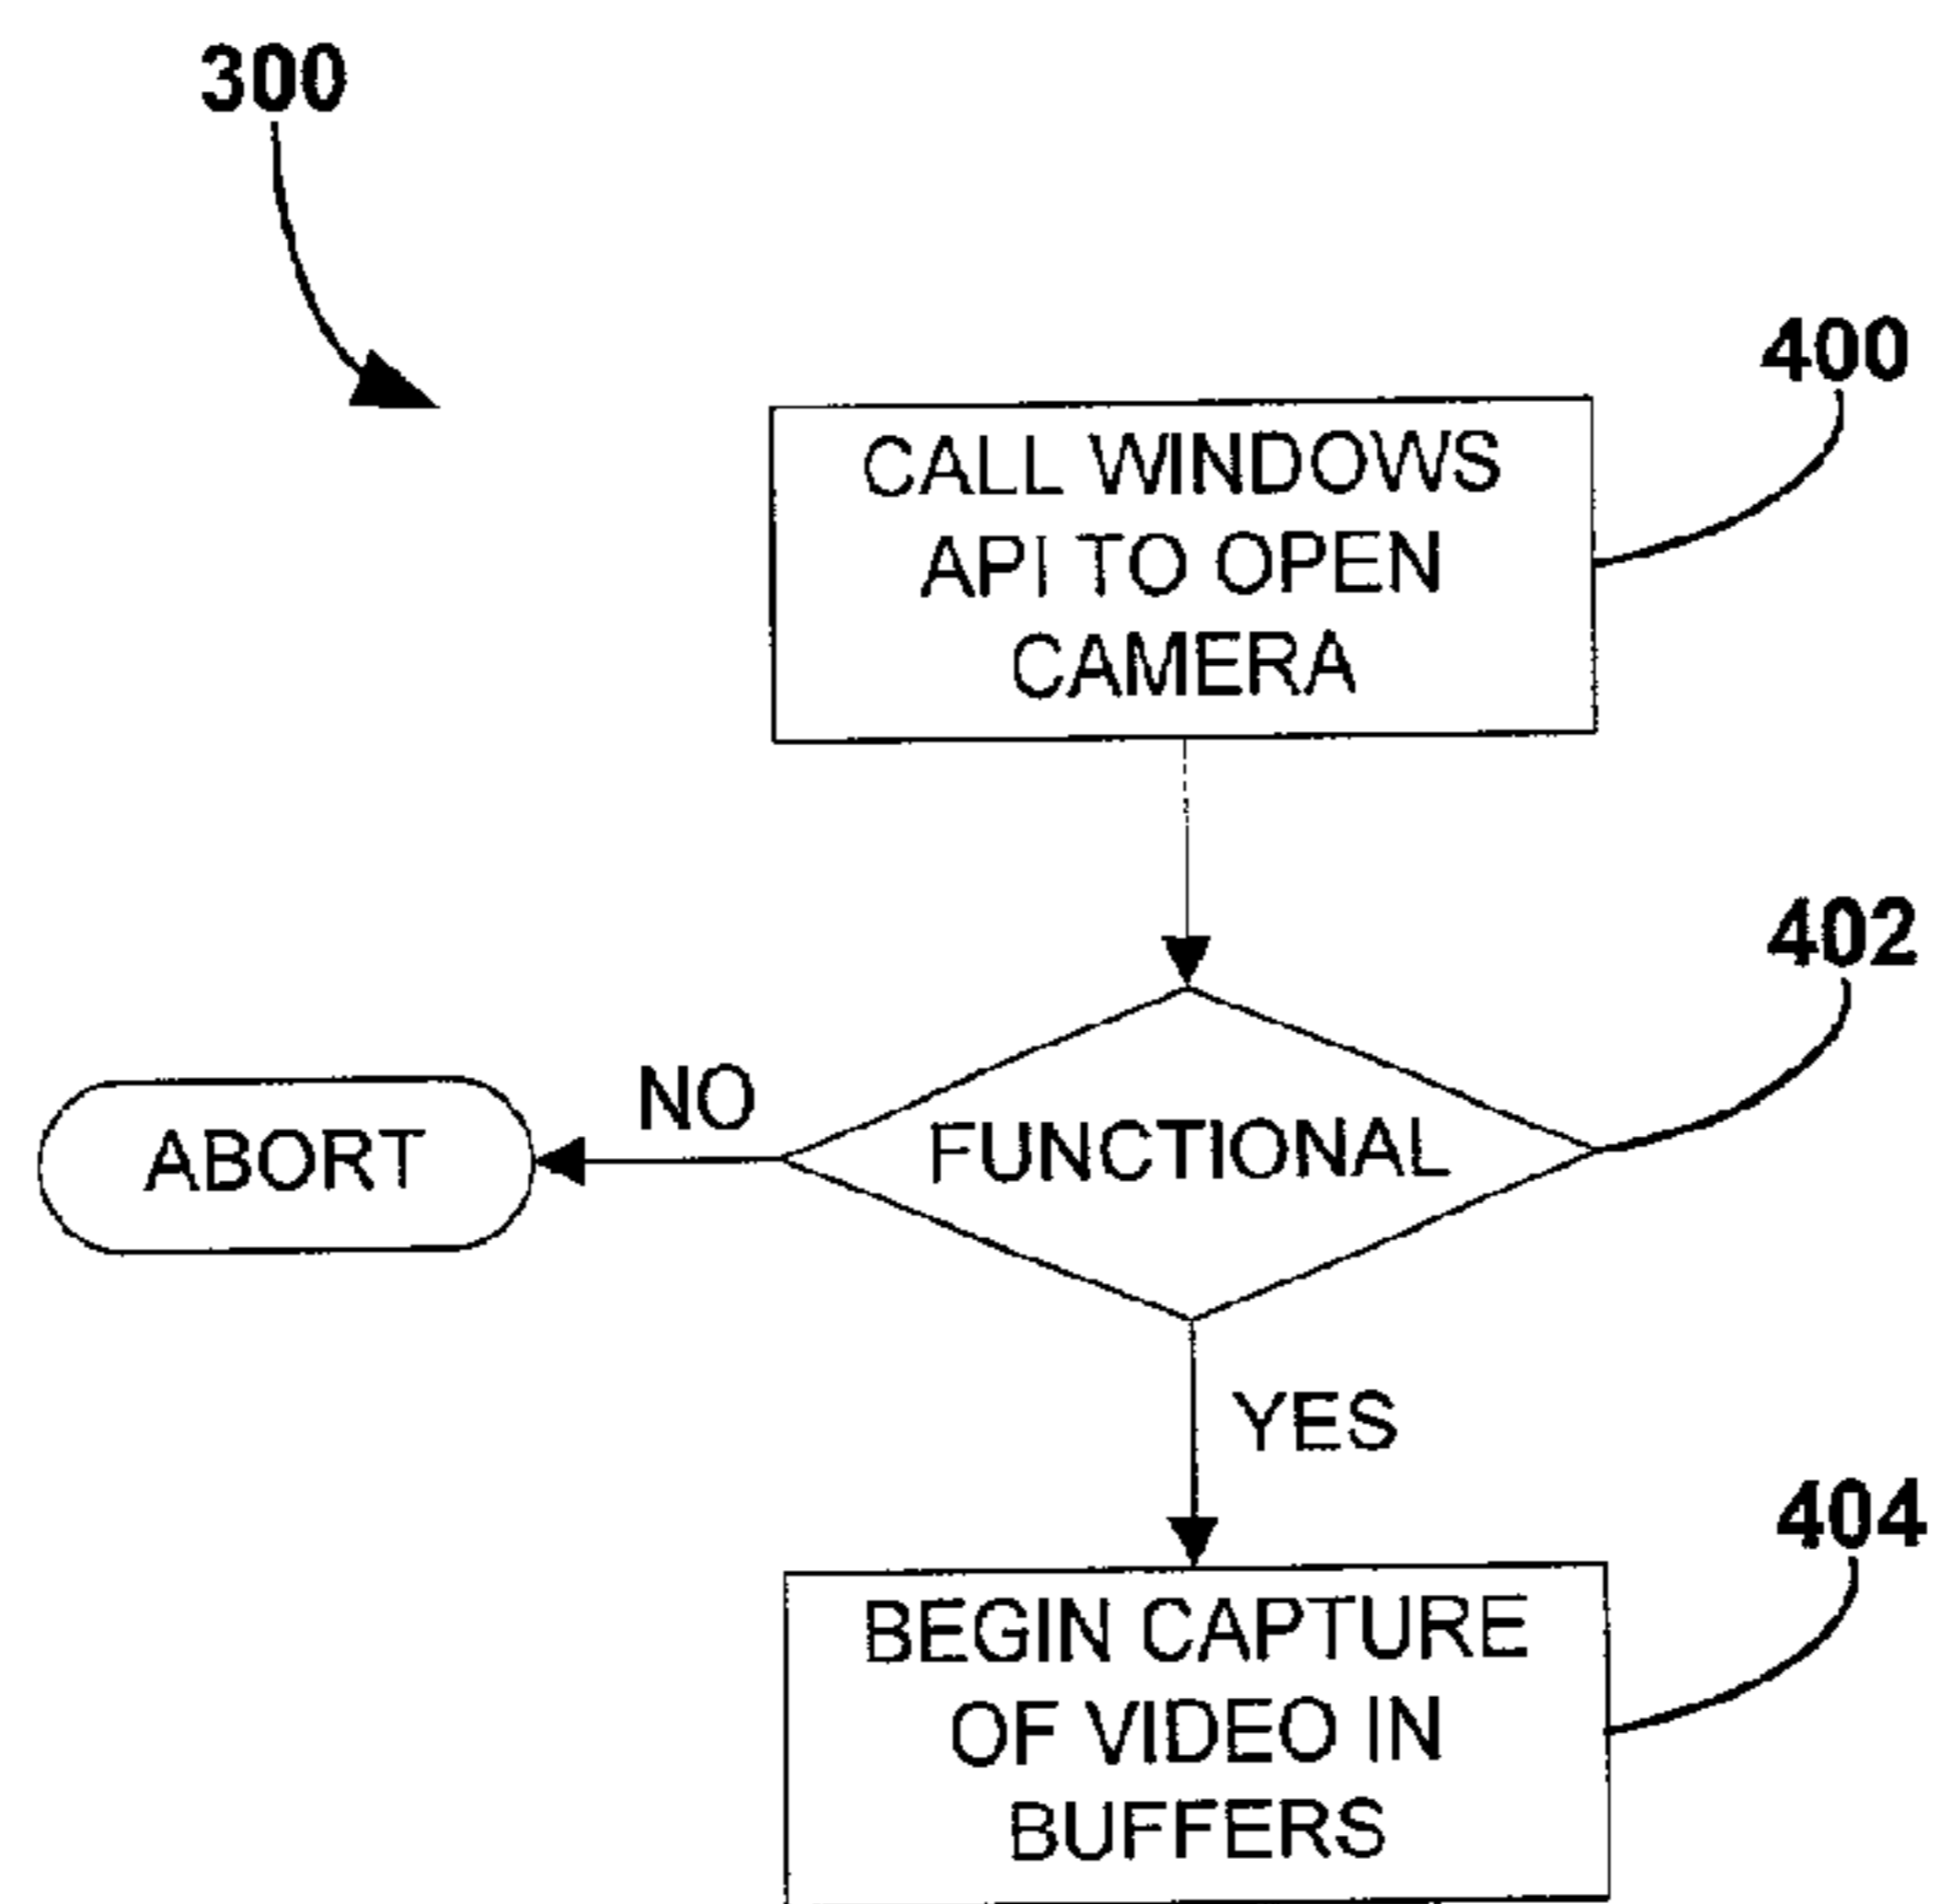 300
400
CALL WINDOWS
API TO OPEN
CAMERA
402
NO
ABORT
FUNCTIONAL
YES
404
BEGIN CAPTURE
OF VIDEO IN
BUFFERS